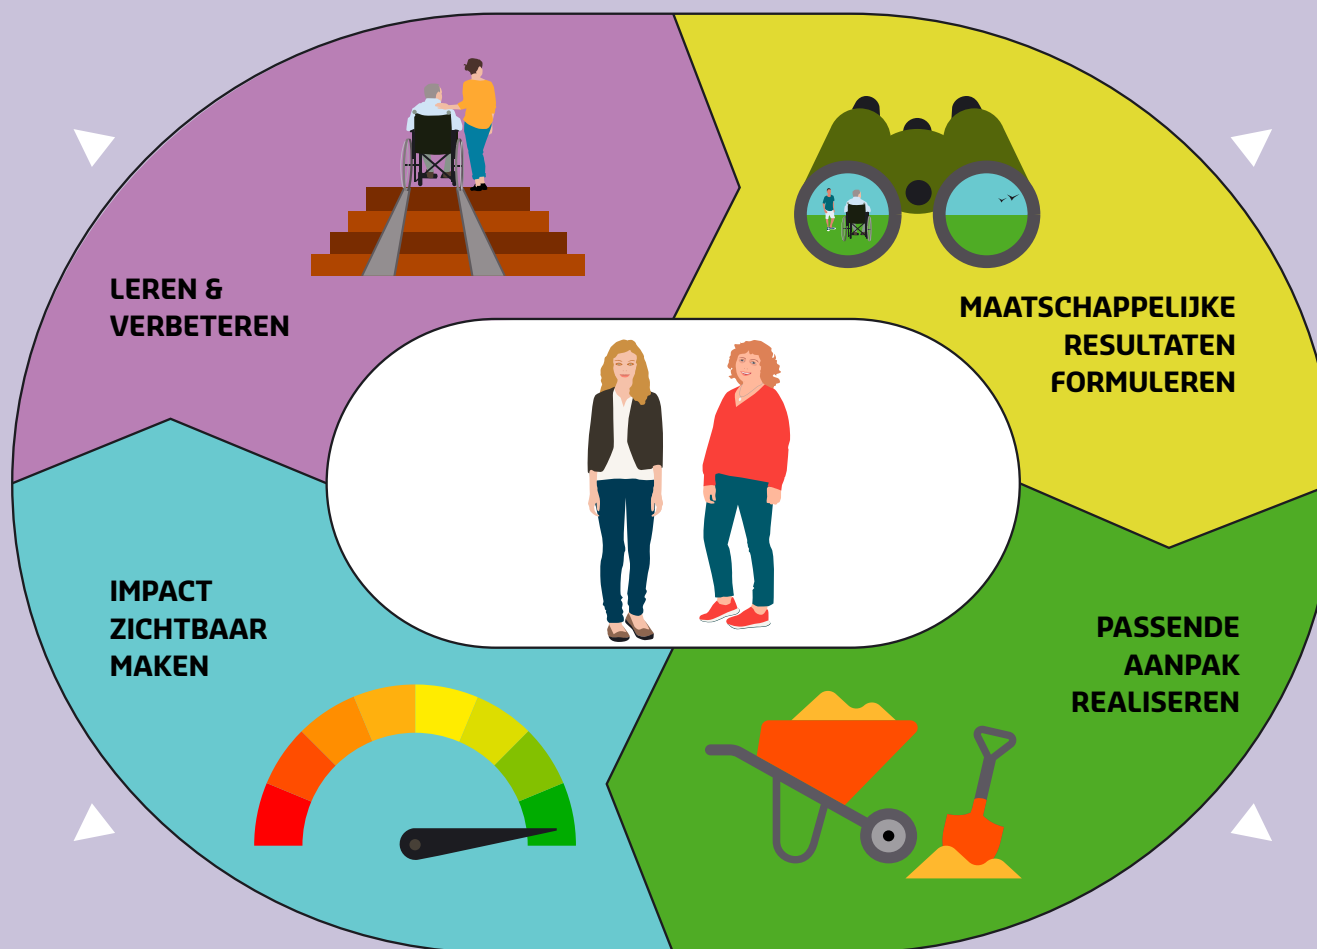 LEREN &
VERBETEREN
MAATSCHAPPELIJKE
RESULTATEN
FORMULEREN
IMPACT
ZICHTBAAR
MAKEN
PASSENDE
AANPAK
REALISEREN